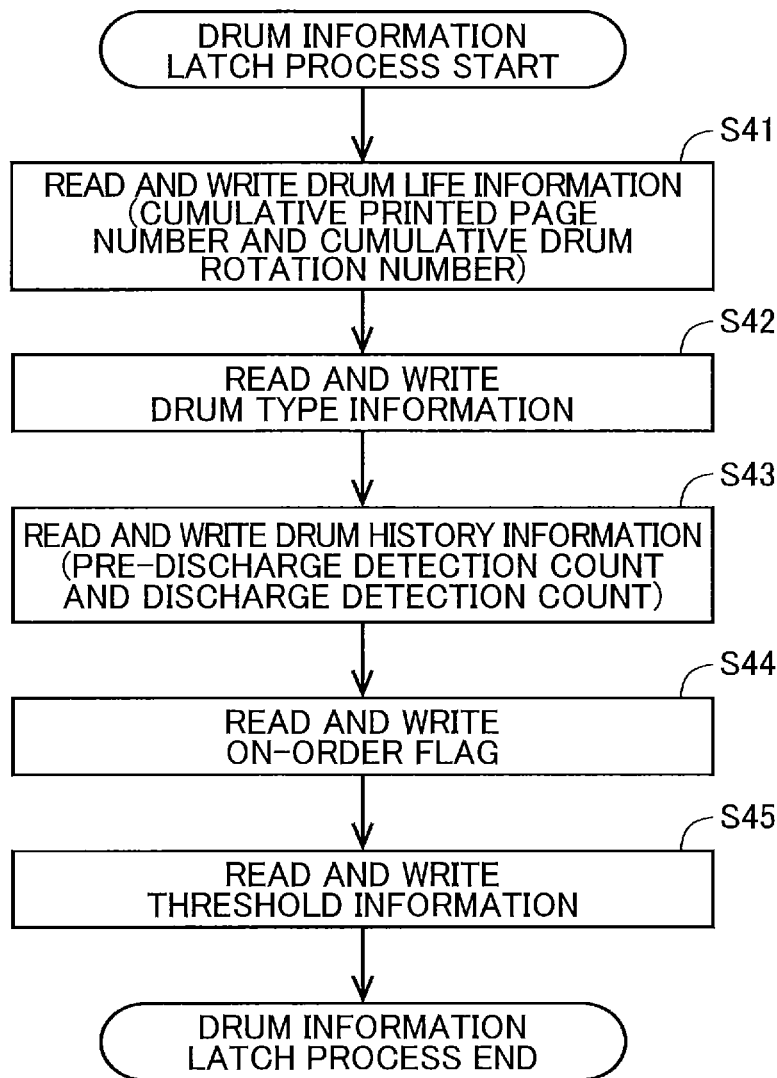 DRUM INFORMATION
LATCH PROCESS START
S41
READ AND WRITE DRUM LIFE INFORMATION
(CUMULATIVE PRINTED PAGE
NUMBER AND CUMULATIVE DRUM
ROTATION NUMBER)
S42
READ AND WRITE
DRUM TYPE INFORMATION
S43
READ AND WRITE DRUM HISTORY INFORMATION
(PRE-DISCHARGE DETECTION COUNT
AND DISCHARGE DETECTION COUNT)
S44
READ AND WRITE
ON-ORDER FLAG
S45
READ AND WRITE
THRESHOLD INFORMATION
DRUM INFORMATION
LATCH PROCESS END